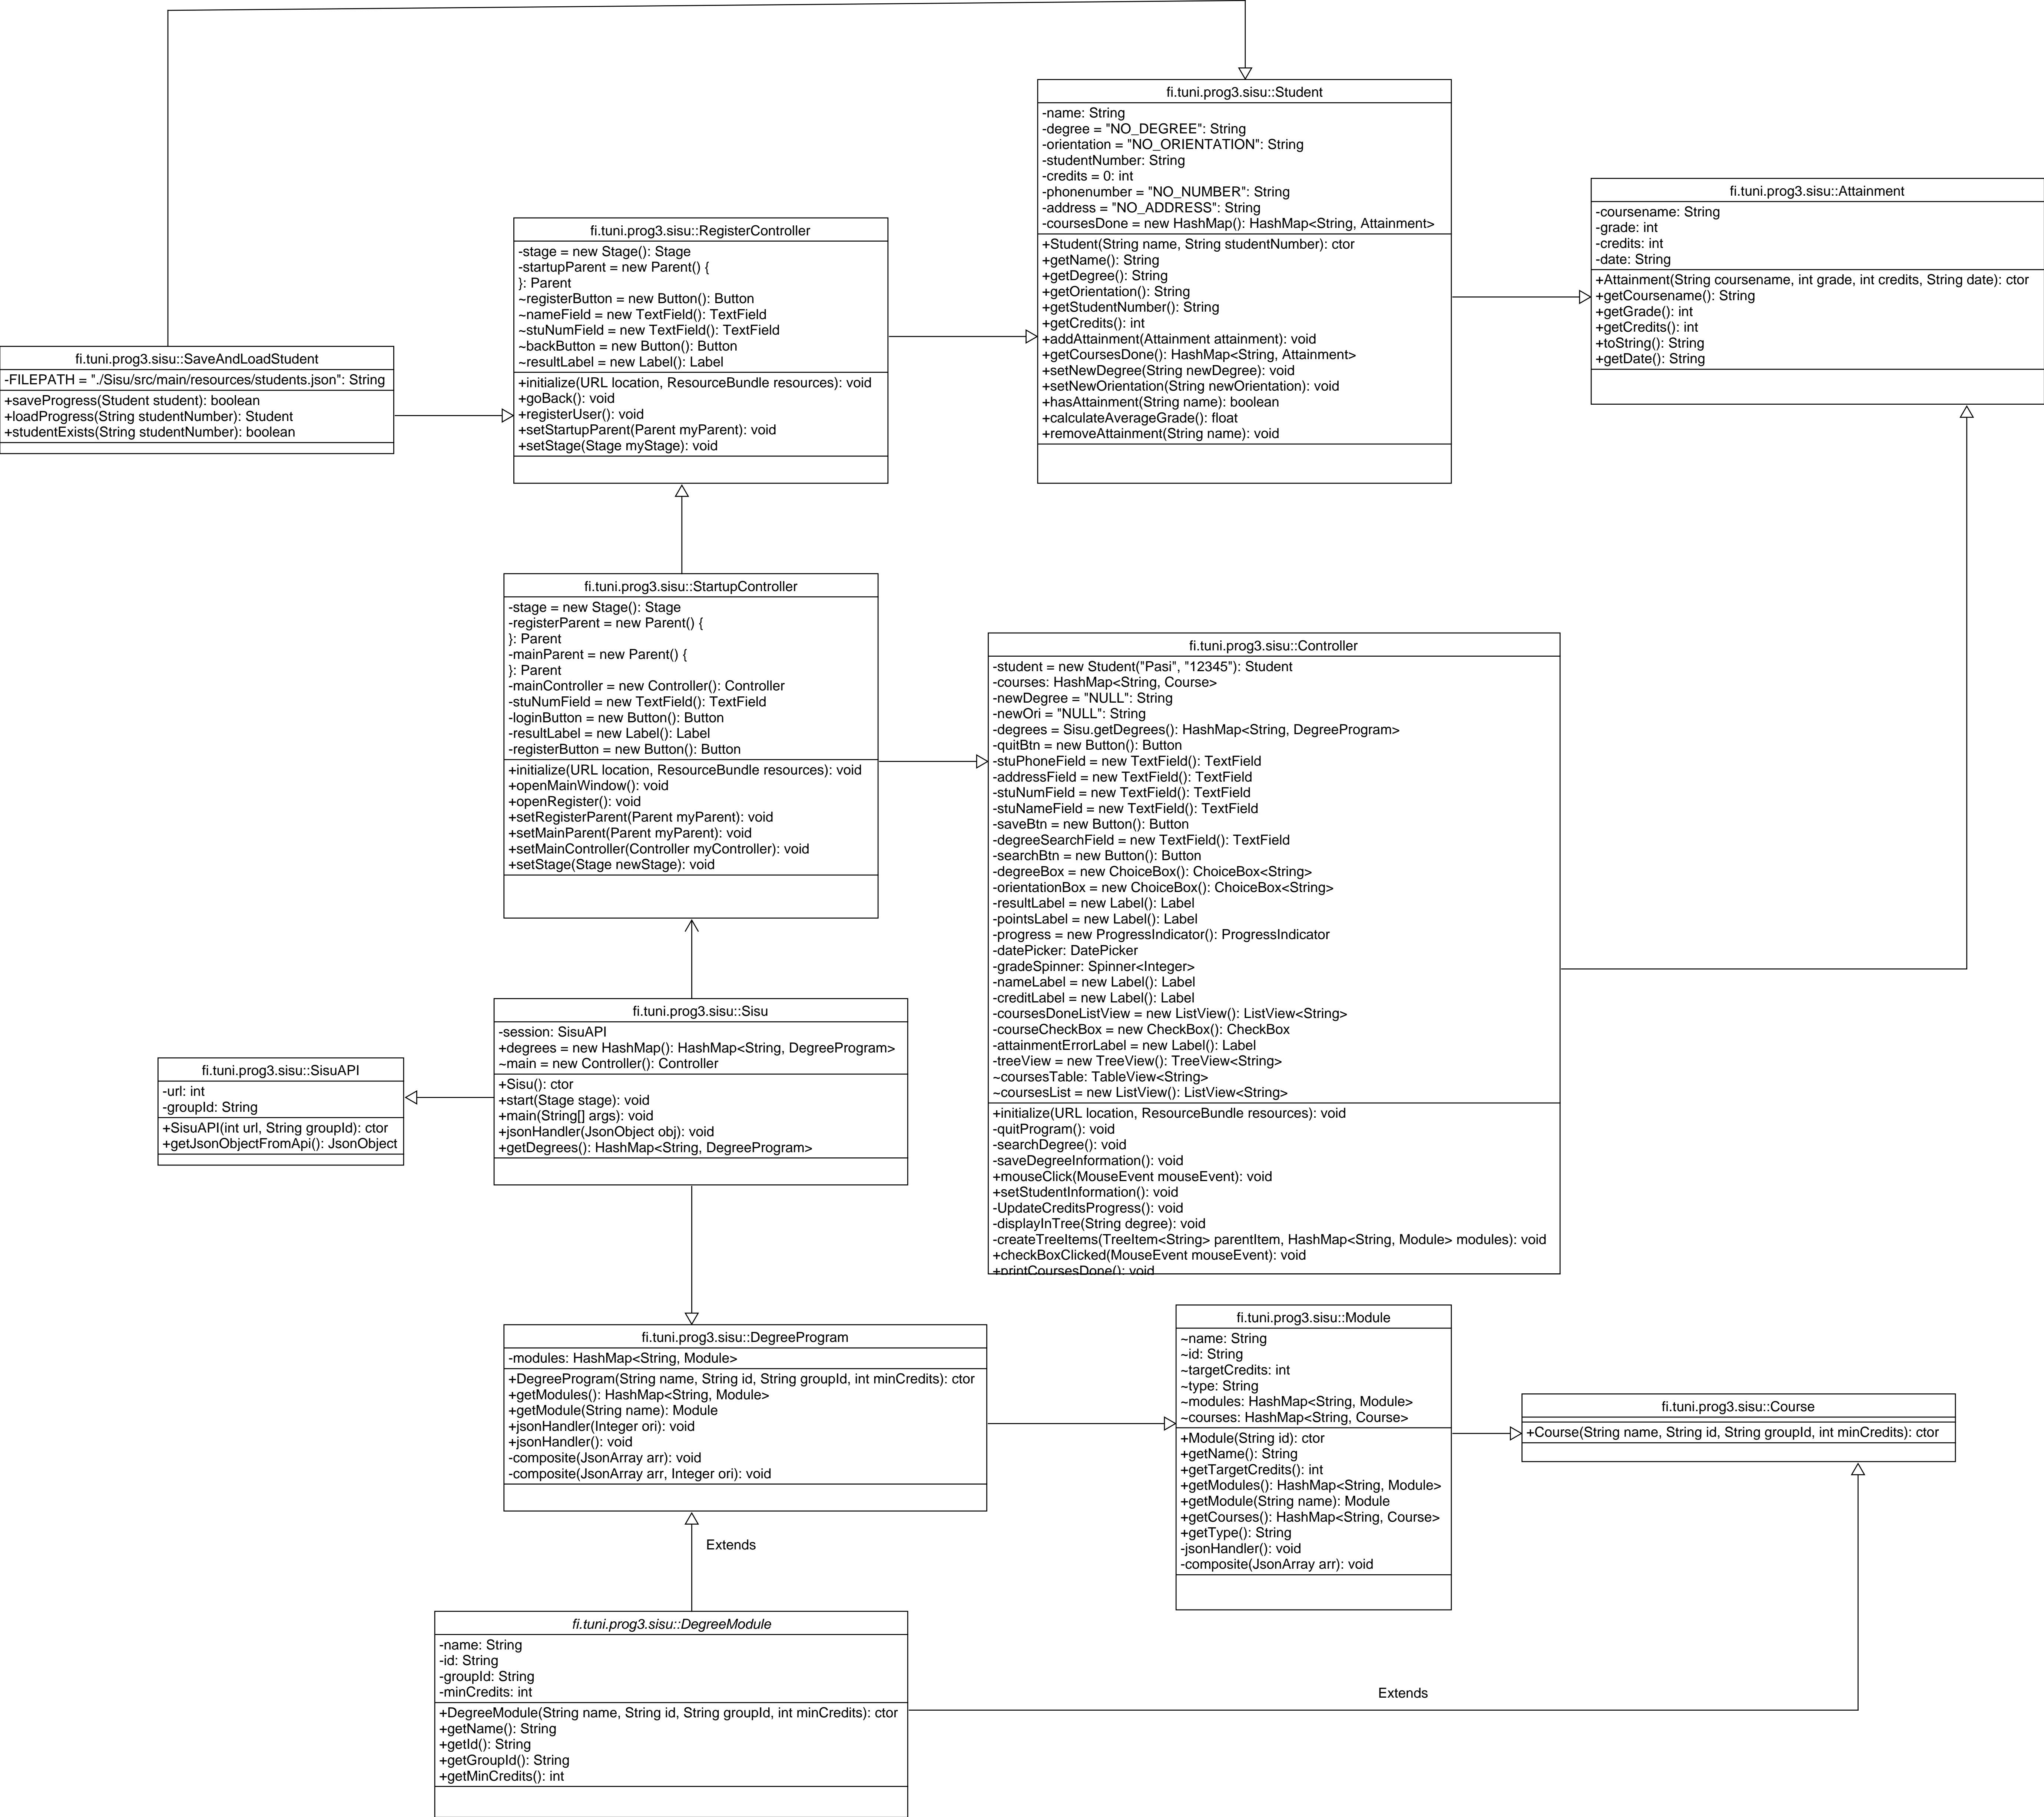 fi.tuni.prog3.sisu::Student
-name: String
-degree = "NO_DEGREE": String
-orientation = "NO_ORIENTATION": String
-studentNumber: String
-credits = 0: int
-phonenumber = "NO_NUMBER": String
-address = "NO_ADDRESS": String
-coursesDone = new HashMap(): HashMap<String, Attainment>
+Student(String name, String studentNumber): ctor
+getName(): String
+getDegree(): String
+getOrientation(): String
+getStudentNumber(): String
+getCredits(): int
+addAttainment(Attainment attainment): void
+getCoursesDone(): HashMap<String, Attainment>
+setNewDegree(String newDegree): void
+setNewOrientation(String newOrientation): void
+hasAttainment(String name): boolean
+calculateAverageGrade(): float
+removeAttainment(String name): void
fi.tuni.prog3.sisu::Attainment
-coursename: String
-grade: int
-credits: int
-date: String
+Attainment(String coursename, int grade, int credits, String date): ctor
+getCoursename(): String
+getGrade(): int
+getCredits(): int
+toString(): String
+getDate(): String
fi.tuni.prog3.sisu::RegisterController
-stage = new Stage(): Stage
-startupParent = new Parent() {
}: Parent
~registerButton = new Button(): Button
~nameField = new TextField(): TextField
~stuNumField = new TextField(): TextField
~backButton = new Button(): Button
~resultLabel = new Label(): Label
+initialize(URL location, ResourceBundle resources): void
+goBack(): void
+registerUser(): void
+setStartupParent(Parent myParent): void
+setStage(Stage myStage): void
fi.tuni.prog3.sisu::SaveAndLoadStudent
-FILEPATH = "./Sisu/src/main/resources/students.json": String
+saveProgress(Student student): boolean
+loadProgress(String studentNumber): Student
+studentExists(String studentNumber): boolean
fi.tuni.prog3.sisu::StartupController
-stage = new Stage(): Stage
-registerParent = new Parent() {
}: Parent
-mainParent = new Parent() {
}: Parent
-mainController = new Controller(): Controller
-stuNumField = new TextField(): TextField
-loginButton = new Button(): Button
-resultLabel = new Label(): Label
-registerButton = new Button(): Button
+initialize(URL location, ResourceBundle resources): void
+openMainWindow(): void
+openRegister(): void
+setRegisterParent(Parent myParent): void
+setMainParent(Parent myParent): void
+setMainController(Controller myController): void
+setStage(Stage newStage): void
fi.tuni.prog3.sisu::Controller
-student = new Student("Pasi", "12345"): Student
-courses: HashMap<String, Course>
-newDegree = "NULL": String
-newOri = "NULL": String
-degrees = Sisu.getDegrees(): HashMap<String, DegreeProgram>
-quitBtn = new Button(): Button
-stuPhoneField = new TextField(): TextField
-addressField = new TextField(): TextField
-stuNumField = new TextField(): TextField
-stuNameField = new TextField(): TextField
-saveBtn = new Button(): Button
-degreeSearchField = new TextField(): TextField
-searchBtn = new Button(): Button
-degreeBox = new ChoiceBox(): ChoiceBox<String>
-orientationBox = new ChoiceBox(): ChoiceBox<String>
-resultLabel = new Label(): Label
-pointsLabel = new Label(): Label
-progress = new ProgressIndicator(): ProgressIndicator
-datePicker: DatePicker
-gradeSpinner: Spinner<Integer>
-nameLabel = new Label(): Label
-creditLabel = new Label(): Label
-coursesDoneListView = new ListView(): ListView<String>
-courseCheckBox = new CheckBox(): CheckBox
-attainmentErrorLabel = new Label(): Label
-treeView = new TreeView(): TreeView<String>
~coursesTable: TableView<String>
~coursesList = new ListView(): ListView<String>
+initialize(URL location, ResourceBundle resources): void
-quitProgram(): void
-searchDegree(): void
-saveDegreeInformation(): void
+mouseClick(MouseEvent mouseEvent): void
+setStudentInformation(): void
-UpdateCreditsProgress(): void
-displayInTree(String degree): void
-createTreeItems(TreeItem<String> parentItem, HashMap<String, Module> modules): void
+checkBoxClicked(MouseEvent mouseEvent): void
+printCoursesDone(): void
fi.tuni.prog3.sisu::Sisu
-session: SisuAPI
+degrees = new HashMap(): HashMap<String, DegreeProgram>
~main = new Controller(): Controller
+Sisu(): ctor
+start(Stage stage): void
+main(String[] args): void
+jsonHandler(JsonObject obj): void
+getDegrees(): HashMap<String, DegreeProgram>
fi.tuni.prog3.sisu::SisuAPI
-url: int
-groupId: String
+SisuAPI(int url, String groupId): ctor
+getJsonObjectFromApi(): JsonObject
fi.tuni.prog3.sisu::DegreeProgram
-modules: HashMap<String, Module>
+DegreeProgram(String name, String id, String groupId, int minCredits): ctor
+getModules(): HashMap<String, Module>
+getModule(String name): Module
+jsonHandler(Integer ori): void
+jsonHandler(): void
-composite(JsonArray arr): void
-composite(JsonArray arr, Integer ori): void
fi.tuni.prog3.sisu::Module
~name: String
~id: String
~targetCredits: int
~type: String
~modules: HashMap<String, Module>
~courses: HashMap<String, Course>
+Module(String id): ctor
+getName(): String
+getTargetCredits(): int
+getModules(): HashMap<String, Module>
+getModule(String name): Module
+getCourses(): HashMap<String, Course>
+getType(): String
-jsonHandler(): void
-composite(JsonArray arr): void
fi.tuni.prog3.sisu::Course
+Course(String name, String id, String groupId, int minCredits): ctor
Extends
fi.tuni.prog3.sisu::DegreeModule
-name: String
-id: String
-groupId: String
-minCredits: int
+DegreeModule(String name, String id, String groupId, int minCredits): ctor
+getName(): String
+getId(): String
+getGroupId(): String
+getMinCredits(): int
Extends